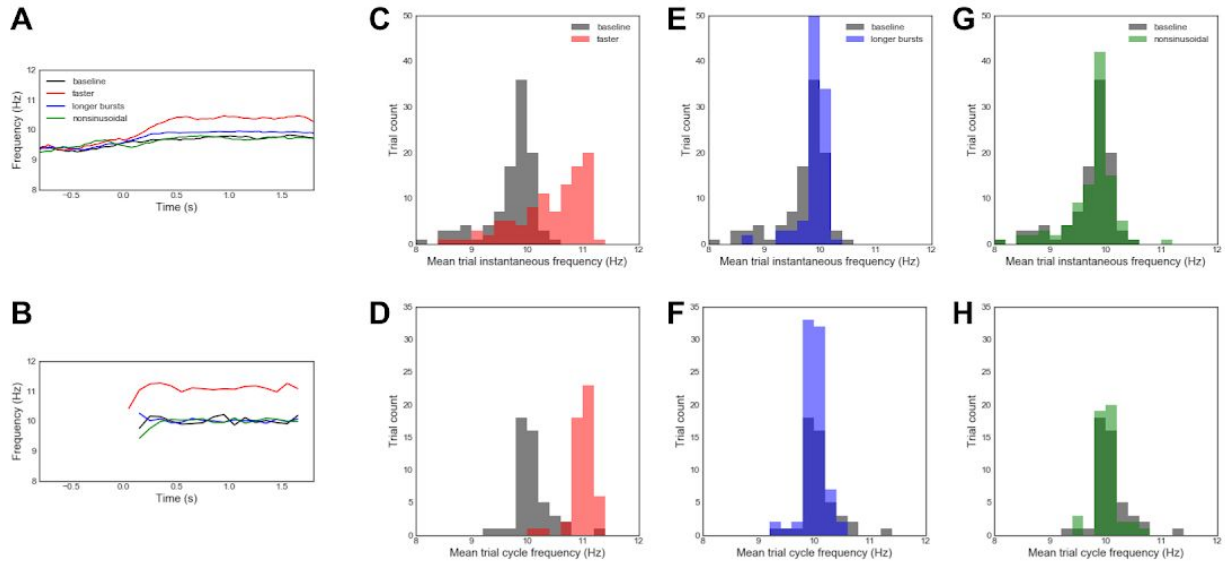 A
12
11
10
9
8
Frequency (Hz)
baseline
faster
longer bursts
nonsinusoidal
−0.5 0.0 0.5 1.0 1.5
Time (s)
C
50
40
30
20
10
0
Trial count
baseline
faster
8 9 10 11 12
Mean trial instantaneous frequency (Hz)
E
50
40
30
20
10
0
Trial count
baseline
longer bursts
8 9 10 11 12
Mean trial instantaneous frequency (Hz)
G
50
40
30
20
10
0
Trial count
baseline
nonsinusoidal
8 9 10 11 12
Mean trial instantaneous frequency (Hz)
B
12
11
10
9
8
Frequency (Hz)
−0.5 0.0 0.5 1.0 1.5
Time (s)
D
35
30
25
20
15
10
5
0
Trial count
8 9 10 11 12
Mean trial cycle frequency (Hz)
F
35
30
25
20
15
10
5
0
Trial count
8 9 10 11 12
Mean trial cycle frequency (Hz)
H
35
30
25
20
15
10
5
0
Trial count
8 9 10 11 12
Mean trial cycle frequency (Hz)